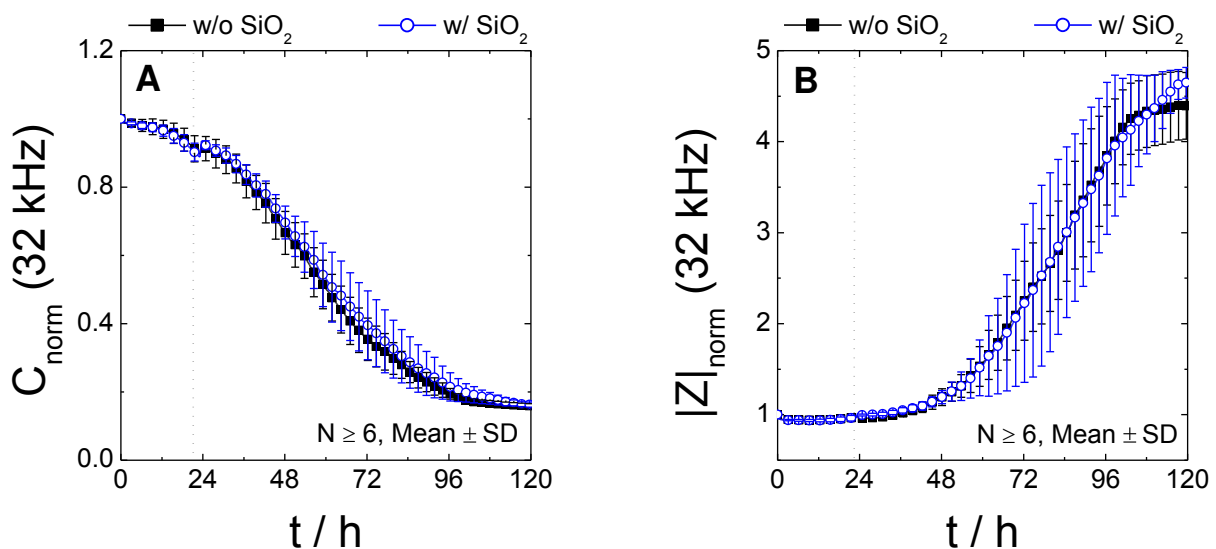 w/o SiO₂ w/ SiO₂
A
1.2
0.8
0.4
0.0
C_norm (32 kHz)
N ≥ 6, Mean ± SD
0 24 48 72 96 120
t / h
w/o SiO₂ w/ SiO₂
B
5
4
3
2
1
|Z|_norm (32 kHz)
N ≥ 6, Mean ± SD
0 24 48 72 96 120
t / h